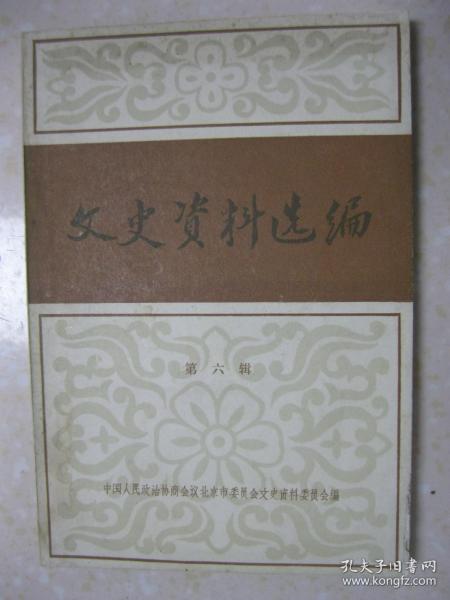 文史资料选编
第六辑
中国人民政治协商会议北京市委员会文史资料委员会编
孔夫子旧书网
www.kongfz.com